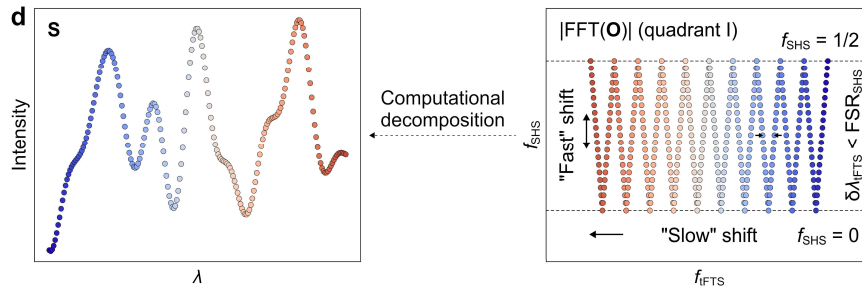 d
S
Intensity
λ
Computational
decomposition
|FFT(O)| (quadrant I)
f_SHS = 1/2
"Fast" shift
f_SHS
δλ_tFTS < FSR_SHS
"Slow" shift
f_SHS = 0
f_tFTS